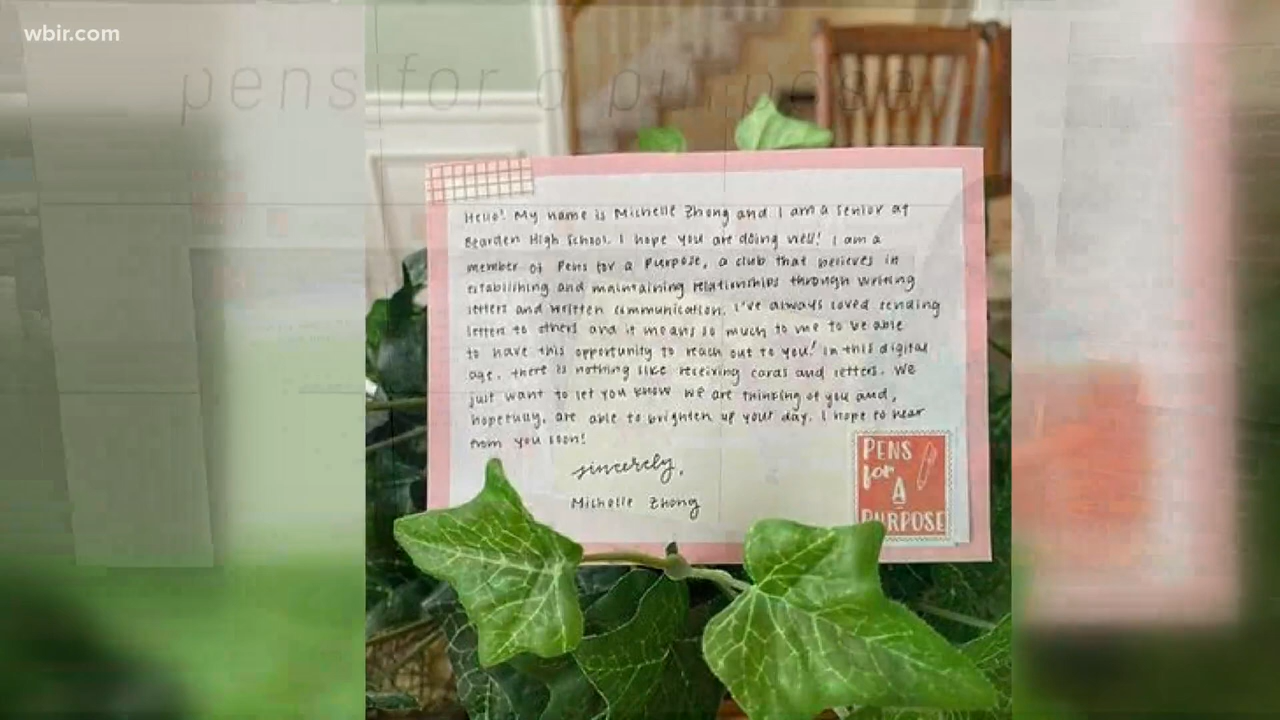 wbir.com
pens for a purpose
Hello! My name is Michelle Zhong and I am a senior at
Bearden High School. I hope you are doing well! I am a
member of Pens for a Purpose, a club that believes in
establishing and maintaining relationships through writing
letters and written communication. I've always loved sending
letters to others and it means so much to me to be able
to have this opportunity to reach out to you! In this digital
age, there is nothing like receiving cards and letters. We
just want to let you know we are thinking of you and,
hopefully, are able to brighten up your day. I hope to hear
from you soon!
sincerely,
Michelle Zhong
PENS
for
A
PURPOSE